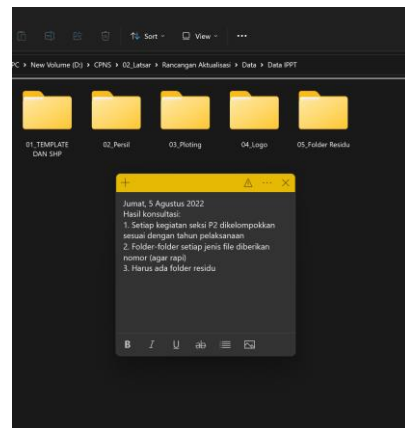 Sort
View
PC > New Volume (D:) > CPNS > 02_Latsar > Rancangan Aktualisasi > Data > Data IPPT
01_TEMPLATE
DAN SHP
02_Persil
03_Ploting
04_Logo
05_Folder Residu
Jumat, 5 Agustus 2022
Hasil konsultasi:
1. Setiap kegiatan seksi P2 dikelompokkan
sesuai dengan tahun pelaksanaan
2. Folder-folder setiap jenis file diberikan
nomor (agar rapi)
3. Harus ada folder residu
B I U ab